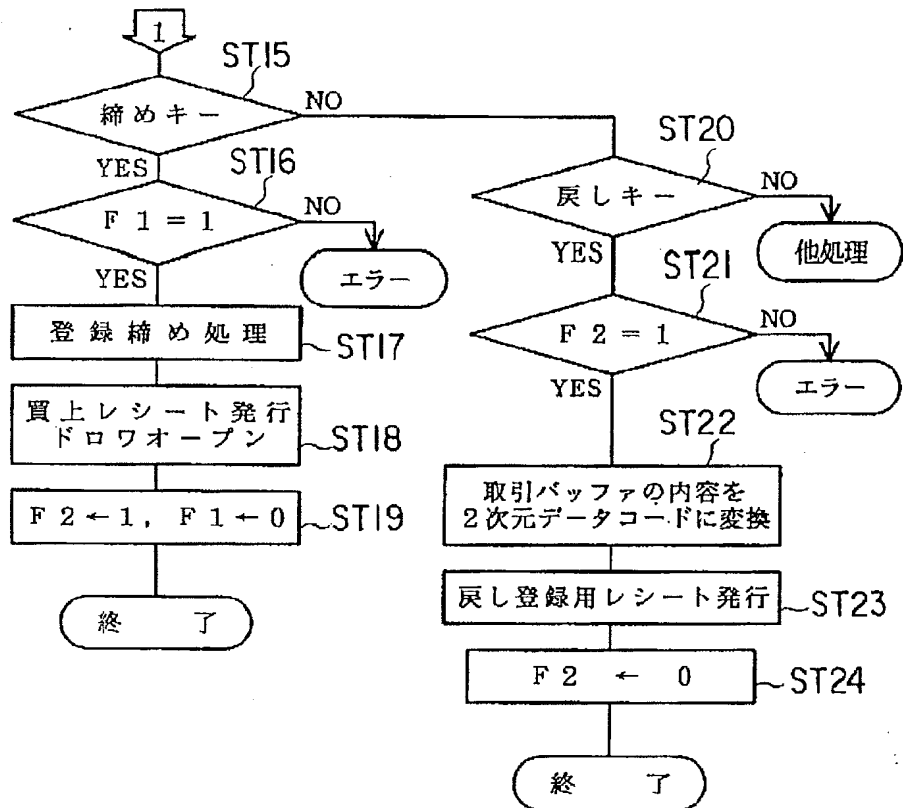 1
ST15
締めキー
NO
YES
ST16
F1=1
NO
エラー
YES
登録締め処理
ST17
買上レシート発行
ドロワオープン
ST18
F2←1, F1←0
ST19
終 了
ST20
戻しキー
NO
他処理
YES
ST21
F2=1
NO
エラー
YES
ST22
取引バッファの内容を
2次元データコードに変換
戻し登録用レシート発行
ST23
F2 ← 0
ST24
終 了